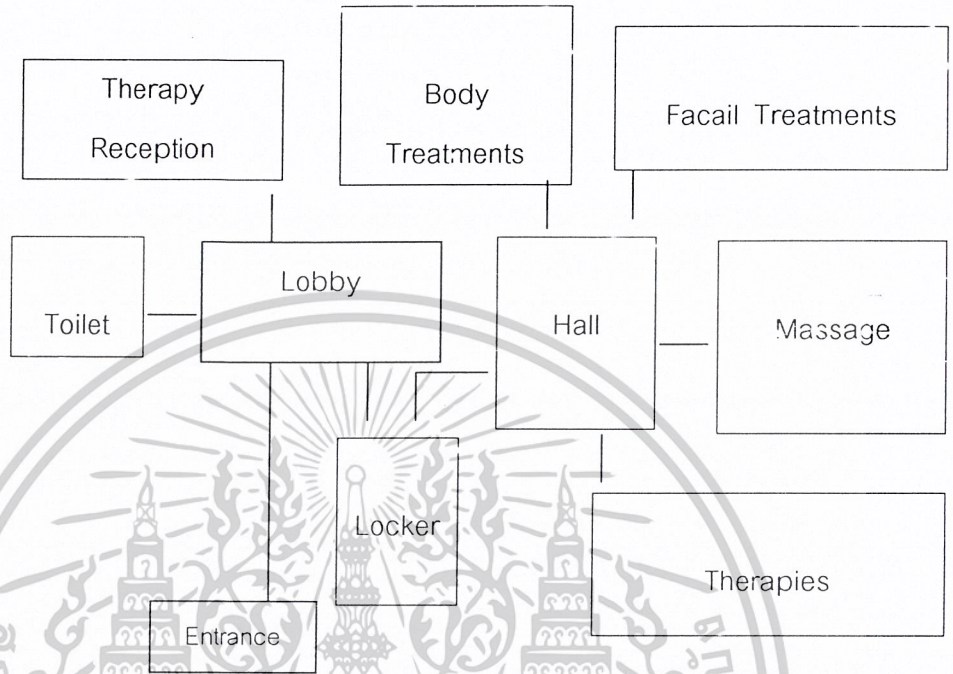 Therapy
Reception
Body
Treatments
Facail Treatments
Toilet
Lobby
Hall
Massage
Locker
Therapies
Entrance